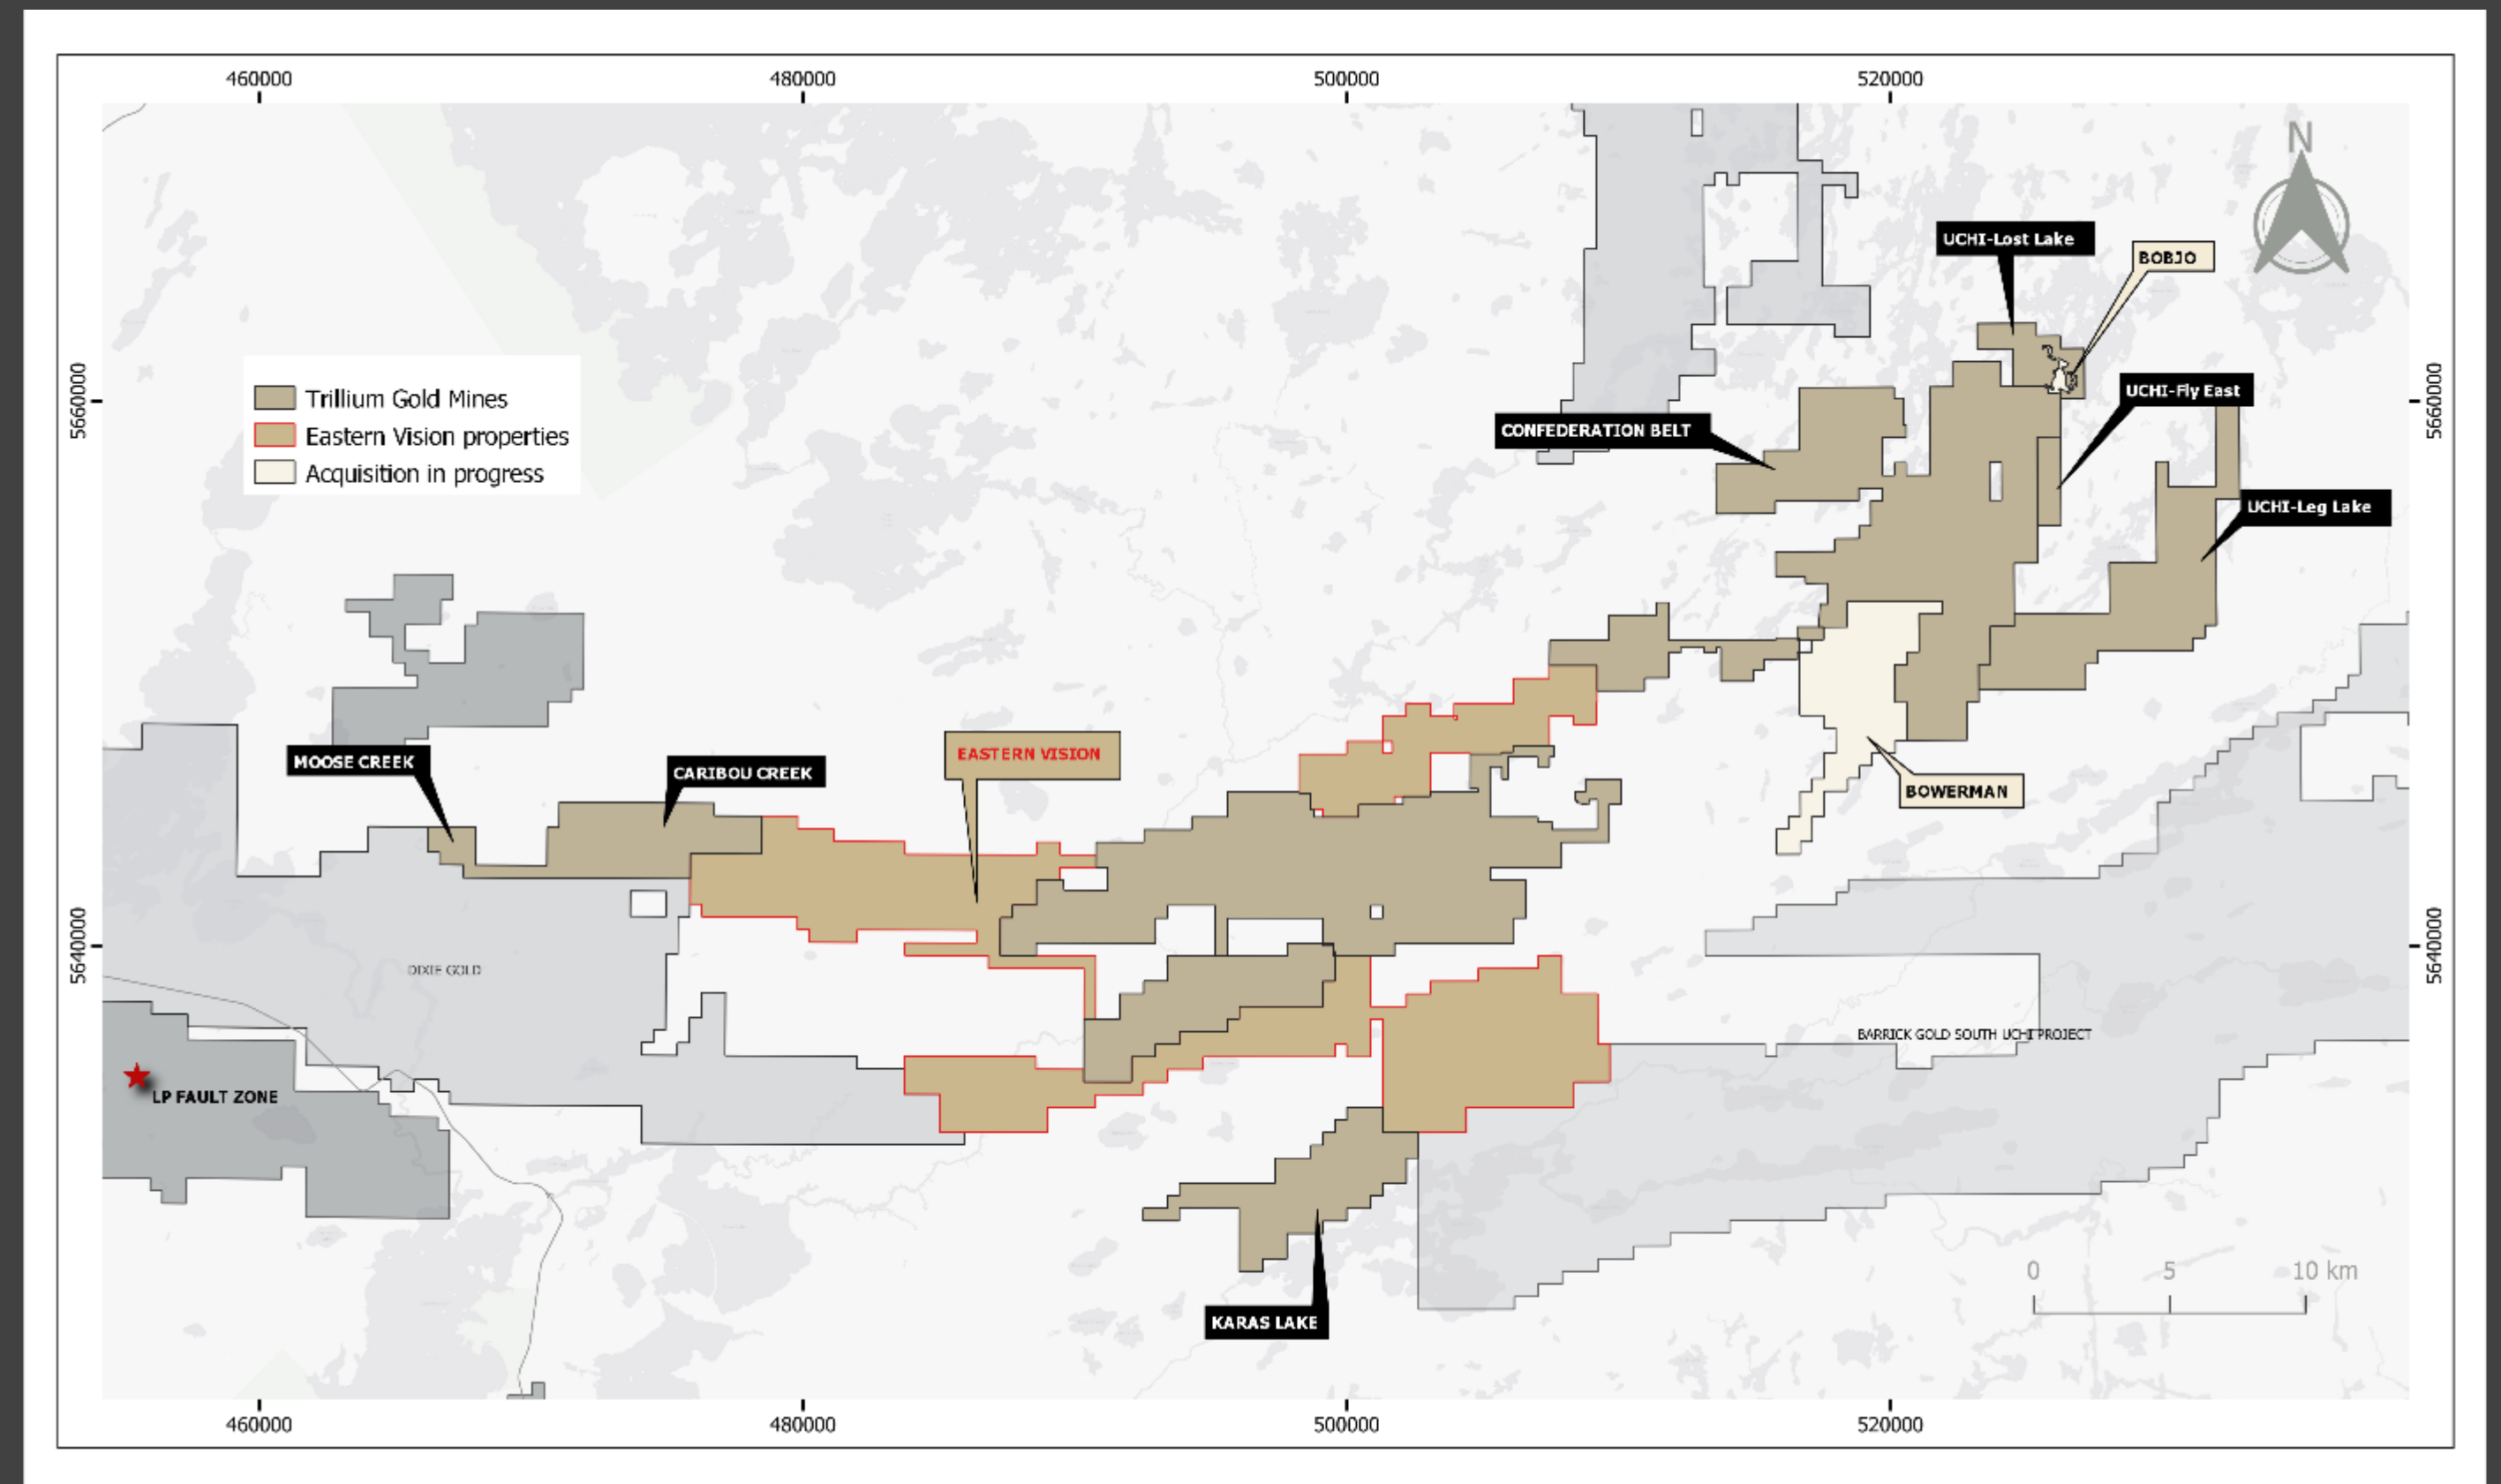 460000
480000
500000
520000
N
UCHI-Lost Lake
BOBJO
5660000
5660000
Trillium Gold Mines
Eastern Vision properties
Acquisition in progress
UCHI-Fly East
CONFEDERATION BELT
UCHI-Leg Lake
MOOSE CREEK
CARIBOU CREEK
EASTERN VISION
BOWERMAN
5640000
5640000
DIXIE GOLD
BARRICK GOLD SOUTH UCHI PROJECT
LP FAULT ZONE
0 5 10 km
KARAS LAKE
460000
480000
500000
520000